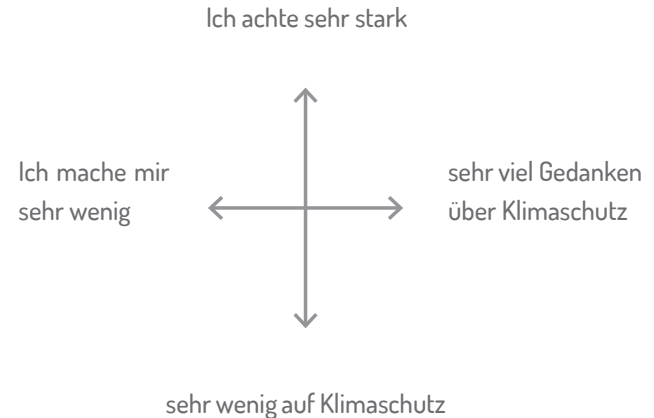 Ich achte sehr stark
Ich mache mir
sehr wenig
sehr viel Gedanken
über Klimaschutz
sehr wenig auf Klimaschutz